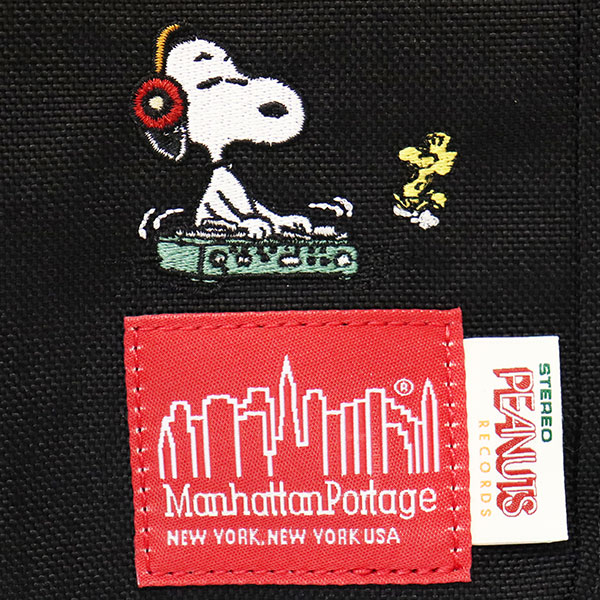 ®
ManhattanPortage
NEW YORK, NEW YORK USA
STEREO
PEANUTS
RECORDS